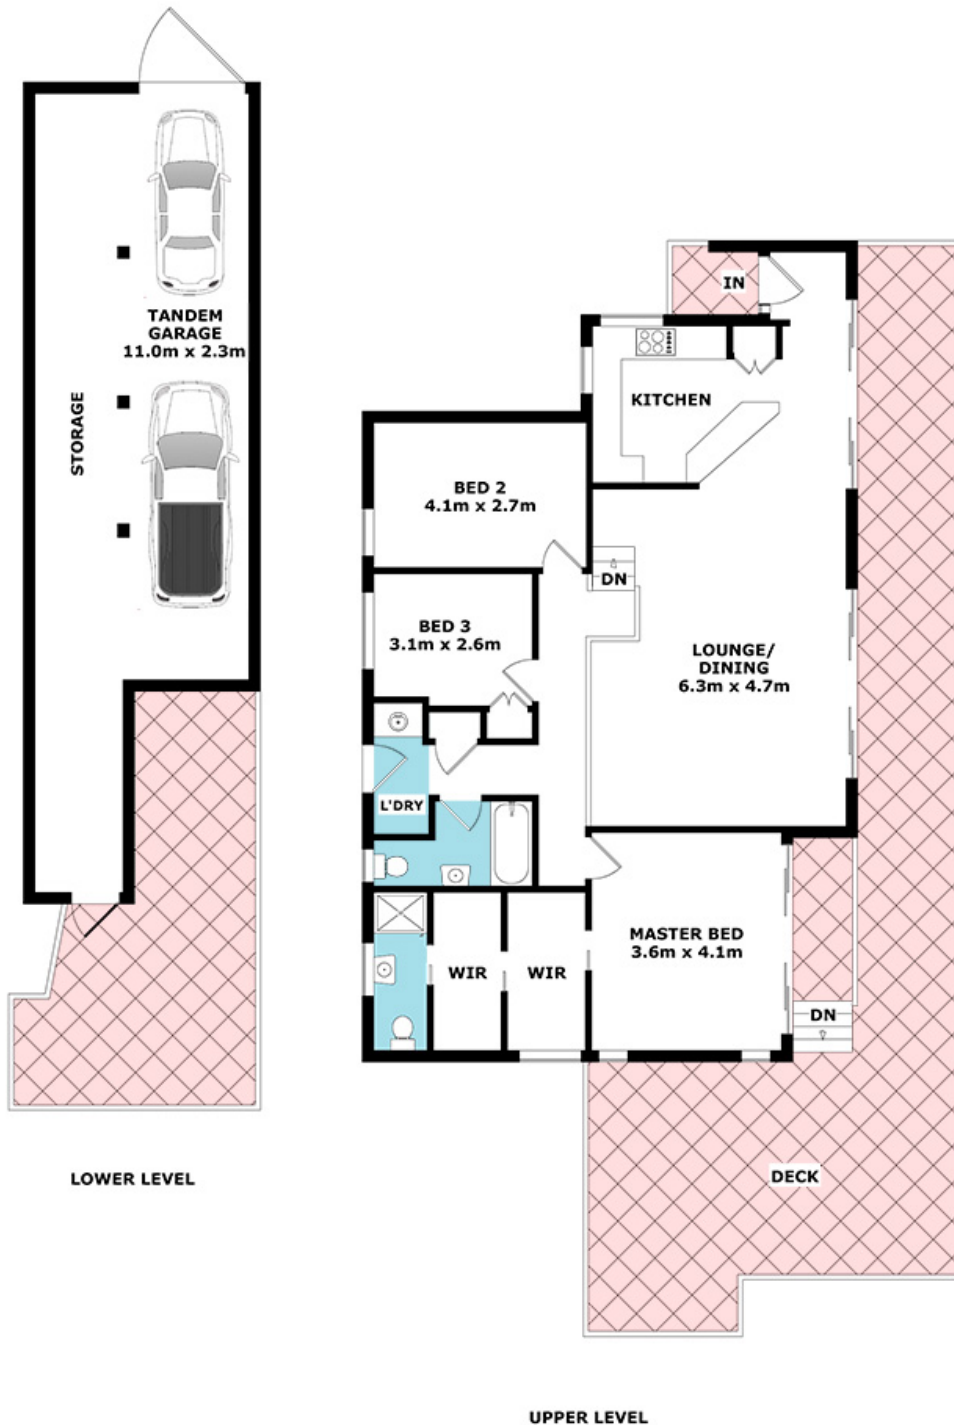 TANDEM
GARAGE
11.0m x 2.3m
STORAGE
LOWER LEVEL
IN
KITCHEN
BED 2
4.1m x 2.7m
DN
BED 3
3.1m x 2.6m
LOUNGE/
DINING
6.3m x 4.7m
L'DRY
MASTER BED
3.6m x 4.1m
WIR
WIR
DN
DECK
UPPER LEVEL